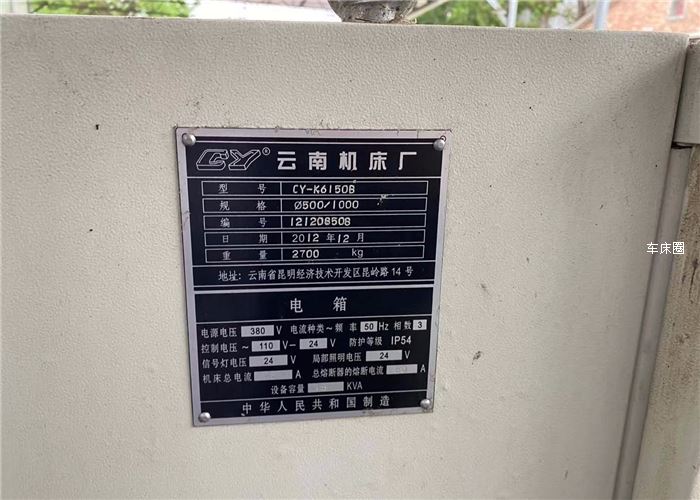 CY® 云南机床厂
型 号 CY-K6150B
规 格 Ø500/1000
编 号 12120850B
日 期 2012 年 12 月
重 量 2700 kg
地址: 云南省昆明经济技术开发区昆岭路 14 号
电 箱
电源电压 380 V 电流种类～ 频 率 50 Hz 相数 3
控制电压～ 110 V— 24 V 防护等级 IP54
信号灯电压 24 V 局部照明电压 24 V
机床总电流 A 总熔断器的熔断电流 A
设备容量 KVA
中华人民共和国制造
车床圈